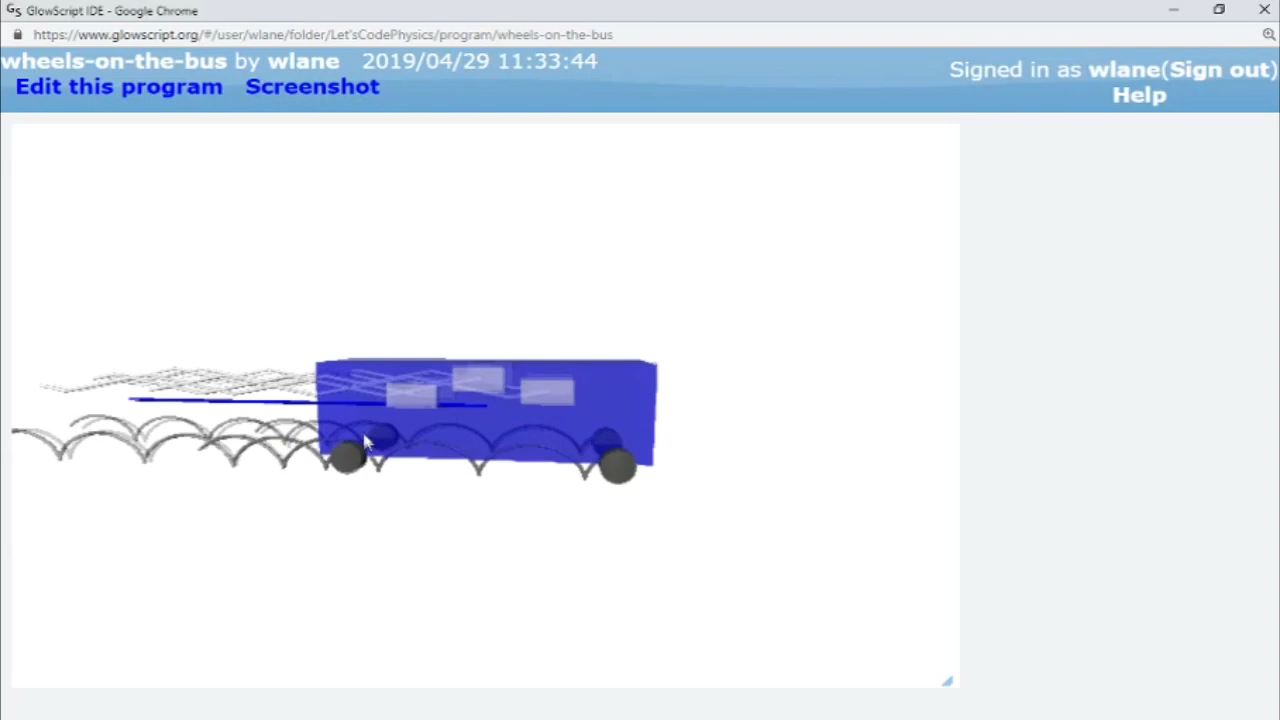 GlowScript IDE - Google Chrome
https://www.glowscript.org/#/user/wlane/folder/Let'sCodePhysics/program/wheels-on-the-bus
wheels-on-the-bus by wlane 2019/04/29 11:33:44
Signed in as wlane(Sign out)
Edit this program Screenshot
Help